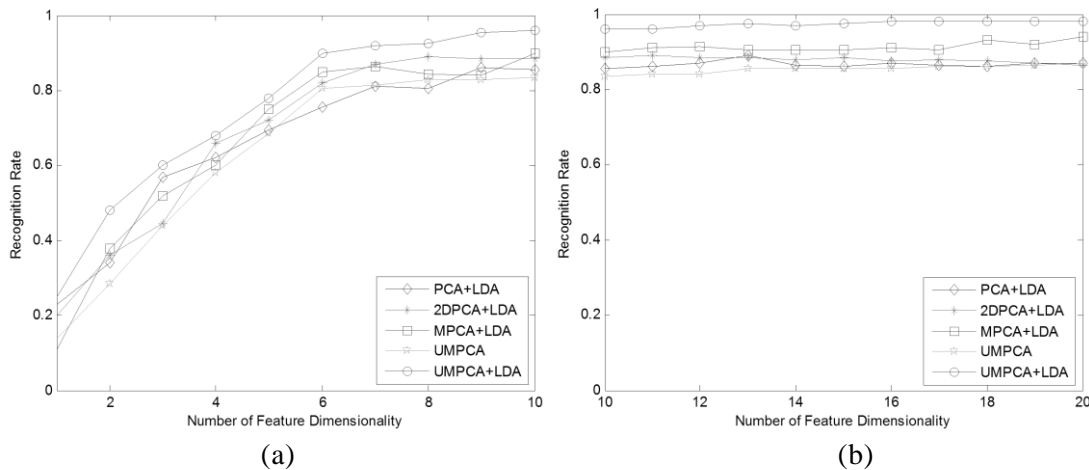 1
0.8
0.6
0.4
0.2
0
Recognition Rate
2 4 6 8 10
Number of Feature Dimensionality
PCA+LDA
2DPCA+LDA
MPCA+LDA
UMPCA
UMPCA+LDA
(a)
1
0.8
0.6
0.4
0.2
0
Recognition Rate
10 12 14 16 18 20
Number of Feature Dimensionality
PCA+LDA
2DPCA+LDA
MPCA+LDA
UMPCA
UMPCA+LDA
(b)